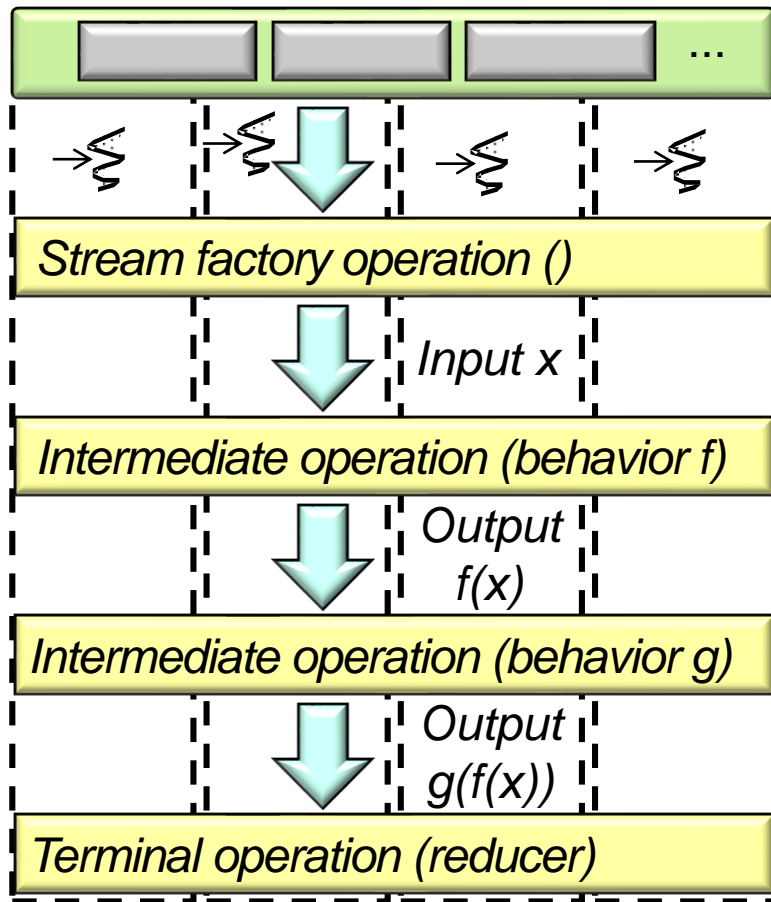 ...
Stream factory operation ()
Input x
Intermediate operation (behavior f)
Output
f(x)
Intermediate operation (behavior g)
Output
g(f(x))
Terminal operation (reducer)